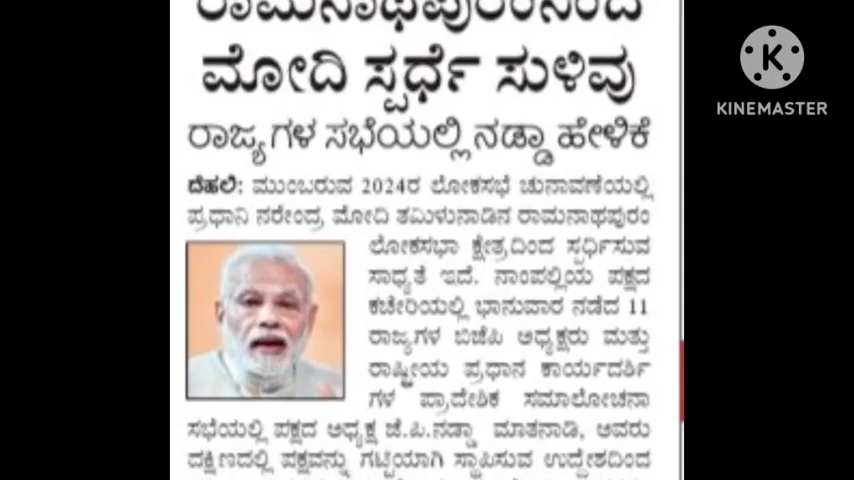 ರಾಮನಾಥಪುರಂನಿಂದ
ಮೋದಿ ಸ್ಪರ್ಧೆ ಸುಳಿವು
ರಾಜ್ಯಗಳ ಸಭೆಯಲ್ಲಿ ನಡ್ಡಾ ಹೇಳಿಕೆ
ದೆಹಲಿ: ಮುಂಬರುವ 2024ರ ಲೋಕಸಭೆ ಚುನಾವಣೆಯಲ್ಲಿ
ಪ್ರಧಾನಿ ನರೇಂದ್ರ ಮೋದಿ ತಮಿಳುನಾಡಿನ ರಾಮನಾಥಪುರಂ
ಲೋಕಸಭಾ ಕ್ಷೇತ್ರದಿಂದ ಸ್ಪರ್ಧಿಸುವ
ಸಾಧ್ಯತೆ ಇದೆ. ನಾಂಪಲ್ಲಿಯ ಪಕ್ಷದ
ಕಚೇರಿಯಲ್ಲಿ ಭಾನುವಾರ ನಡೆದ 11
ರಾಜ್ಯಗಳ ಬಿಜೆಪಿ ಅಧ್ಯಕ್ಷರು ಮತ್ತು
ರಾಷ್ಟ್ರೀಯ ಪ್ರಧಾನ ಕಾರ್ಯದರ್ಶಿ
ಗಳ ಪ್ರಾದೇಶಿಕ ಸಮಾಲೋಚನಾ
ಸಭೆಯಲ್ಲಿ ಪಕ್ಷದ ಅಧ್ಯಕ್ಷ ಜೆ.ಪಿ.ನಡ್ಡಾ ಮಾತನಾಡಿ, ಅವರು
ದಕ್ಷಿಣದಲ್ಲಿ ಪಕ್ಷವನ್ನು ಗಟ್ಟಿಯಾಗಿ ಸ್ಥಾಪಿಸುವ ಉದ್ದೇಶದಿಂದ
KINEMASTER